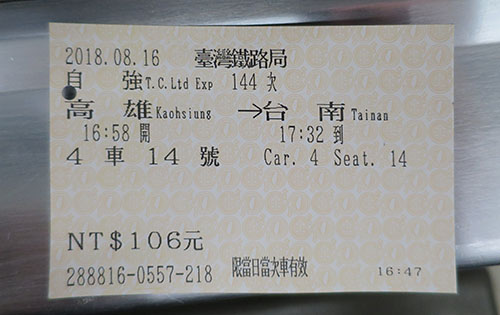 2018.08.16 臺灣鐵路局
自 強 T.C.Ltd Exp 144 次
高 雄 Kaohsiung →台 南 Tainan
16:58 開 17:32 到
4 車 14 號 Car. 4 Seat. 14
NT$106元
288816-0557-218 限當日當次車有效 16:47